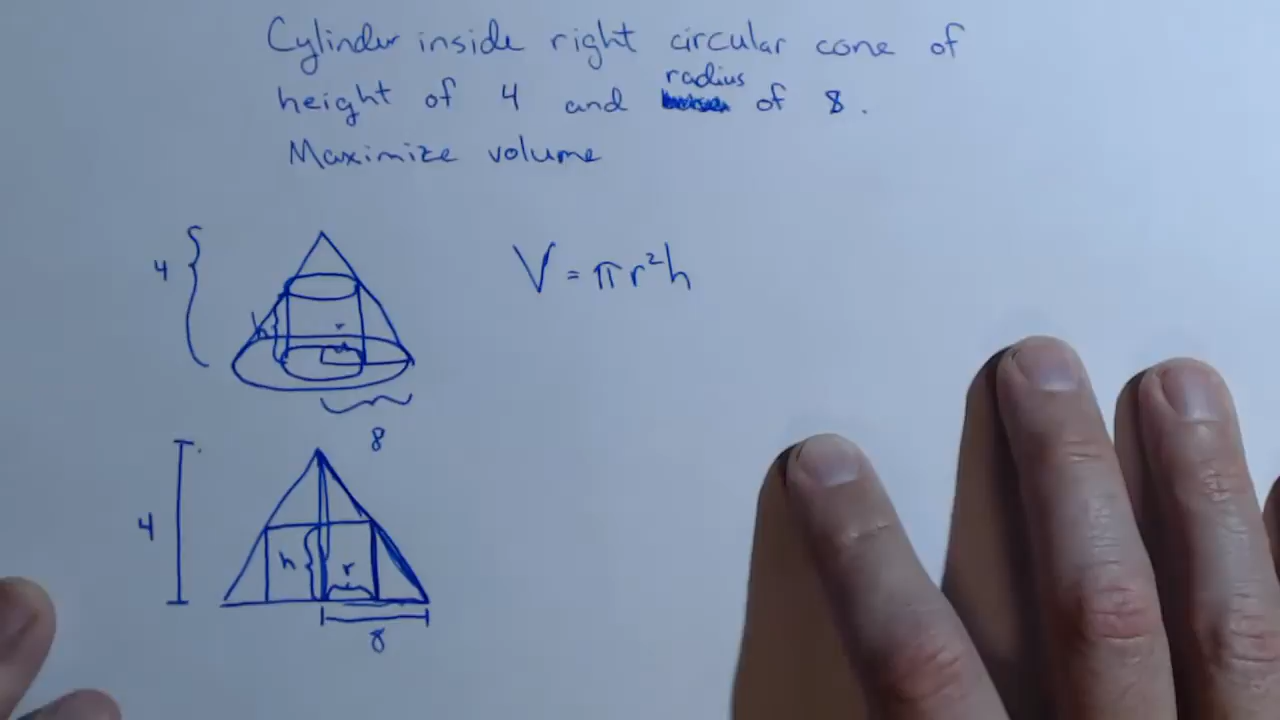 Cylinder inside right circular cone of
radius
height of 4 and of 8.
Maximize volume
4
V = πr²h
h
r
8
4
h
r
8